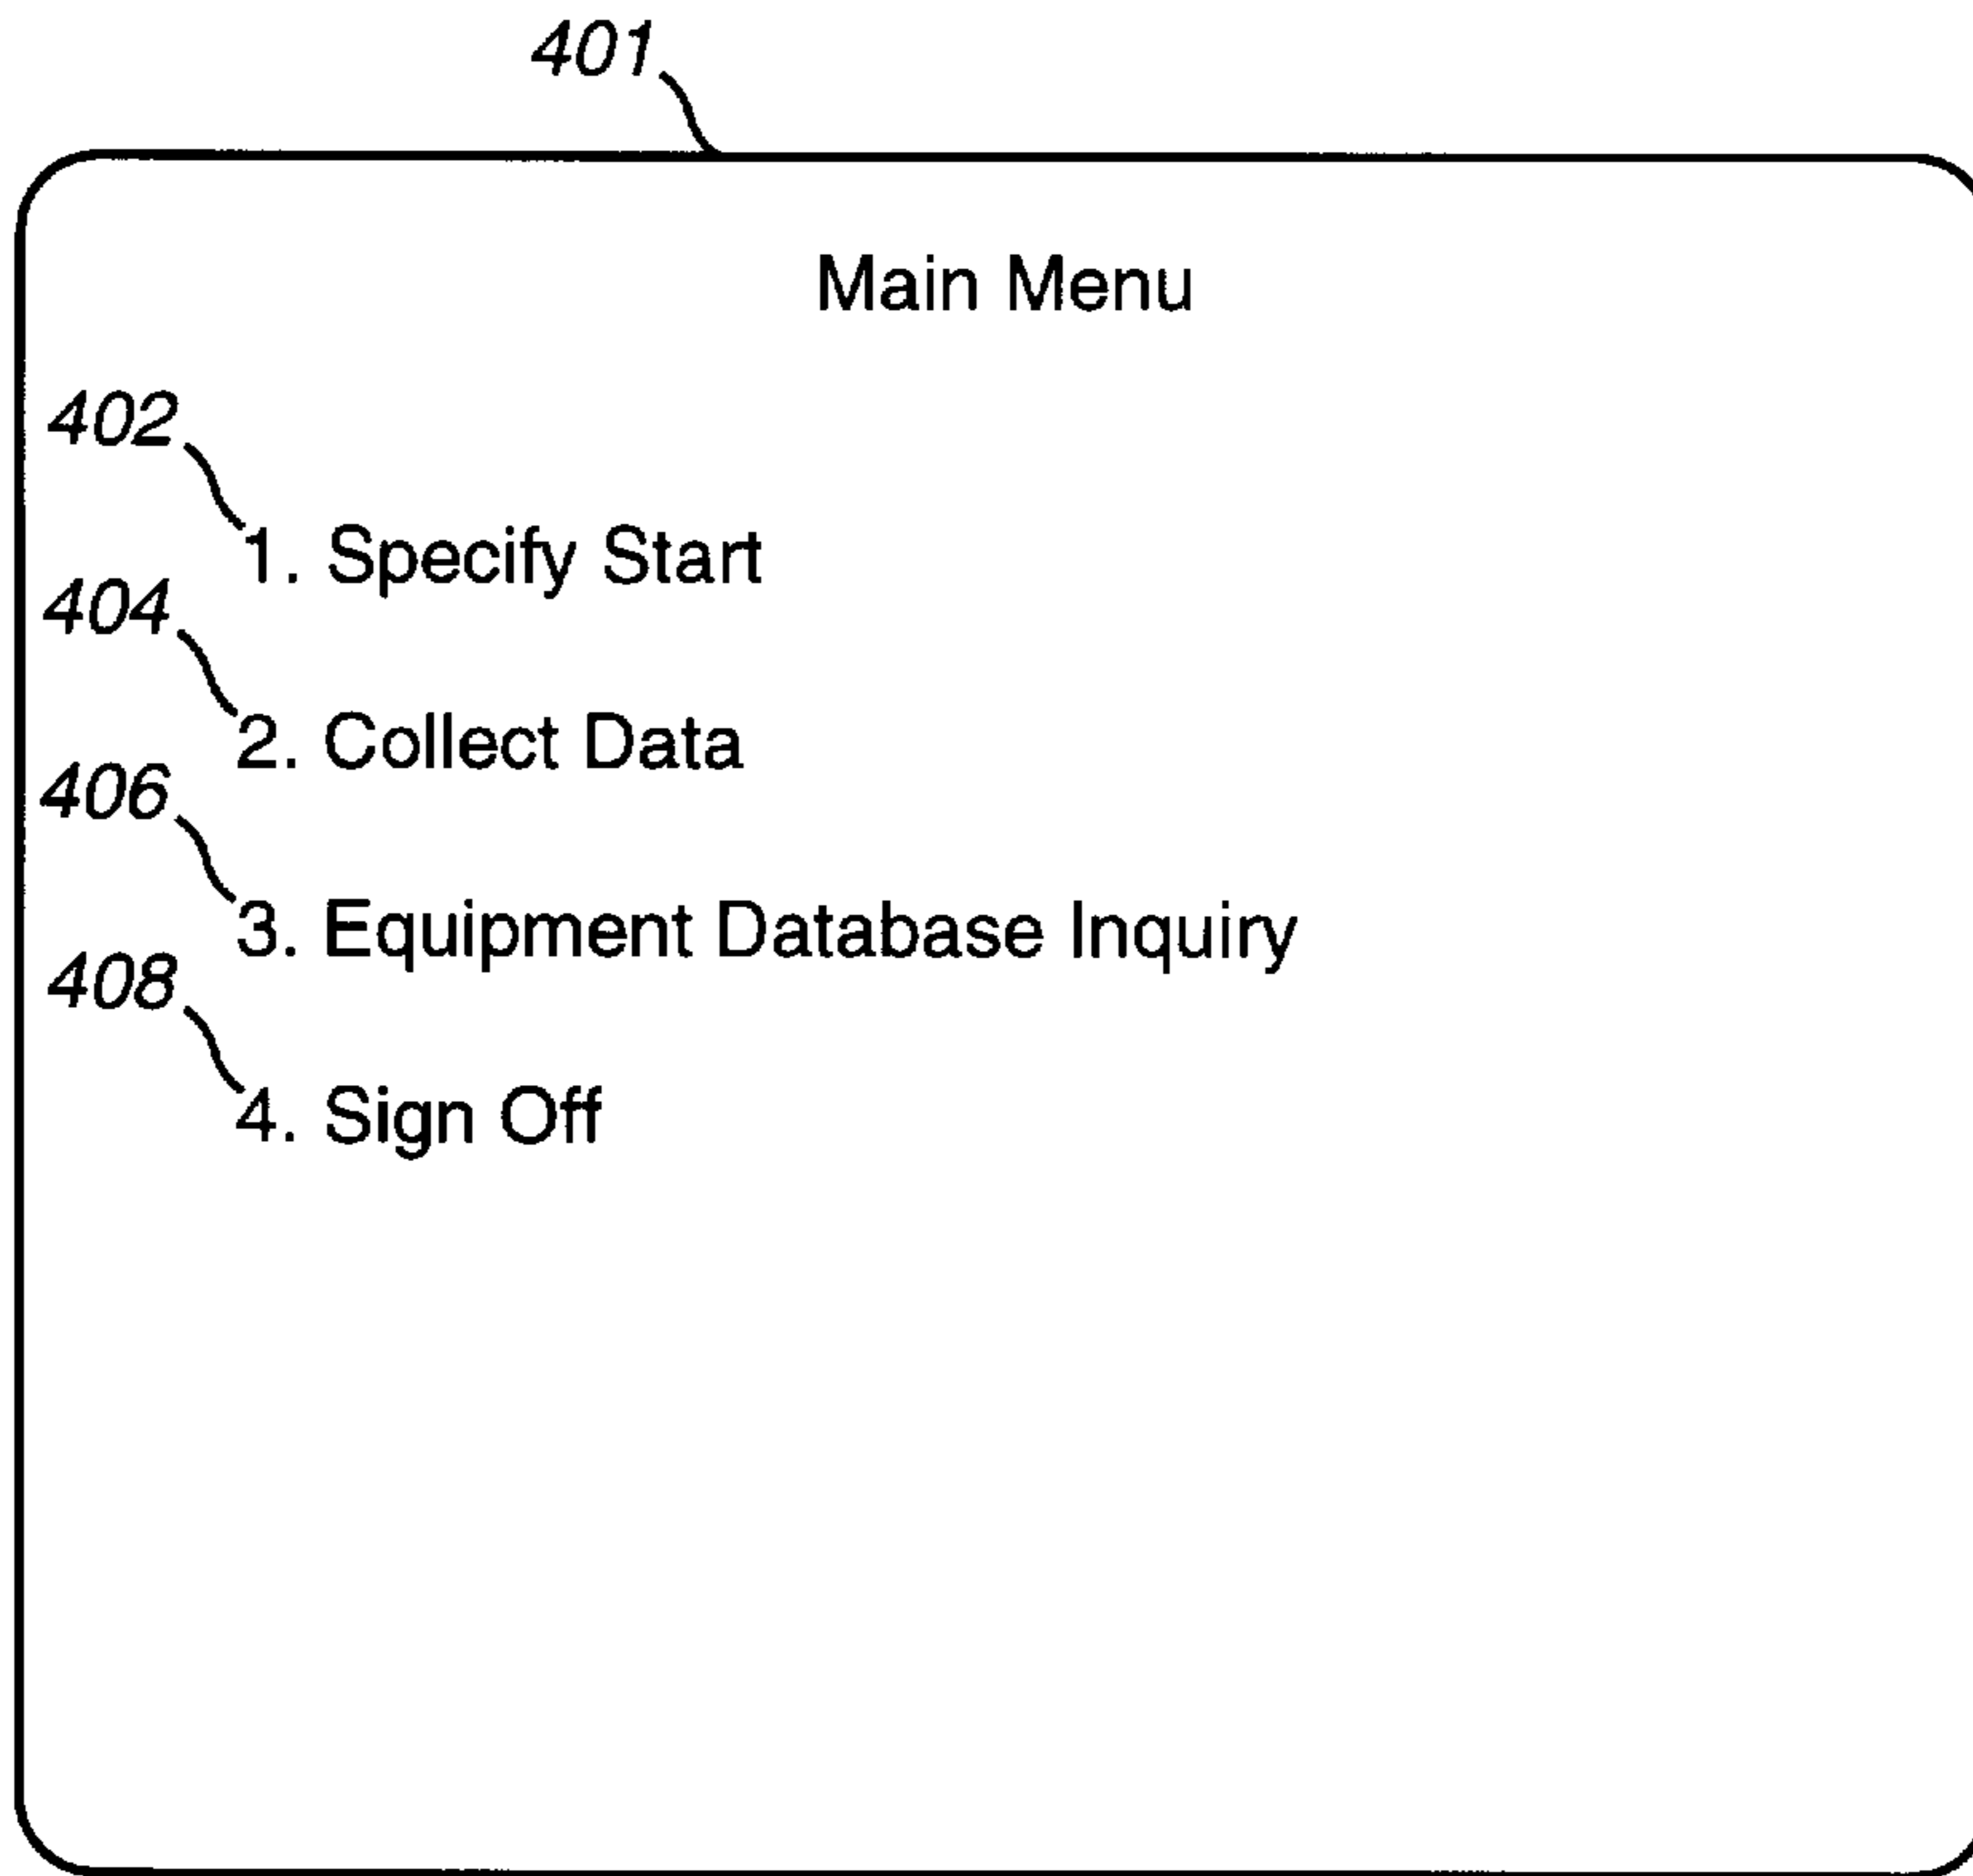 401
Main Menu
402
1. Specify Start
404
2. Collect Data
406
3. Equipment Database Inquiry
408
4. Sign Off